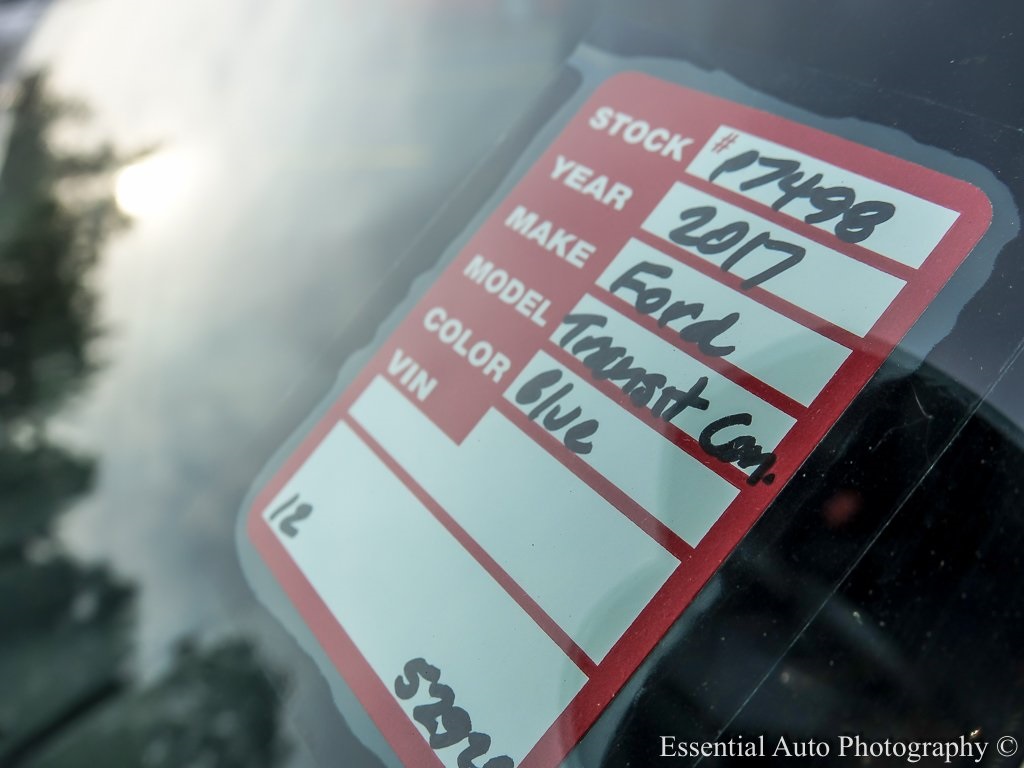 STOCK #17498
YEAR 2017
MAKE Ford
MODEL Transit Con.
COLOR Blue
VIN
12
Essential Auto Photography ©